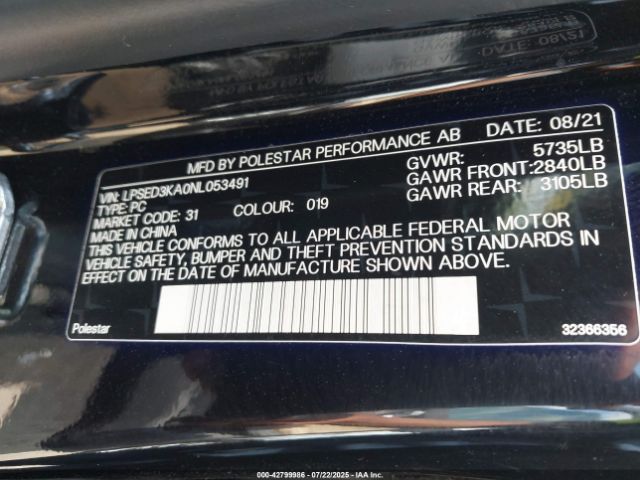 MFD BY POLESTAR PERFORMANCE AB DATE: 08/21
VIN: LPSED3KA0NL053491 GVWR: 5735LB
TYPE: PC GAWR FRONT: 2840LB
MARKET CODE: 31 COLOUR: 019 GAWR REAR: 3105LB
MADE IN CHINA
THIS VEHICLE CONFORMS TO ALL APPLICABLE FEDERAL MOTOR
VEHICLE SAFETY, BUMPER AND THEFT PREVENTION STANDARDS IN
EFFECT ON THE DATE OF MANUFACTURE SHOWN ABOVE.
Polestar 32366356
000-42799986 - 07/22/2025 - IAA Inc.